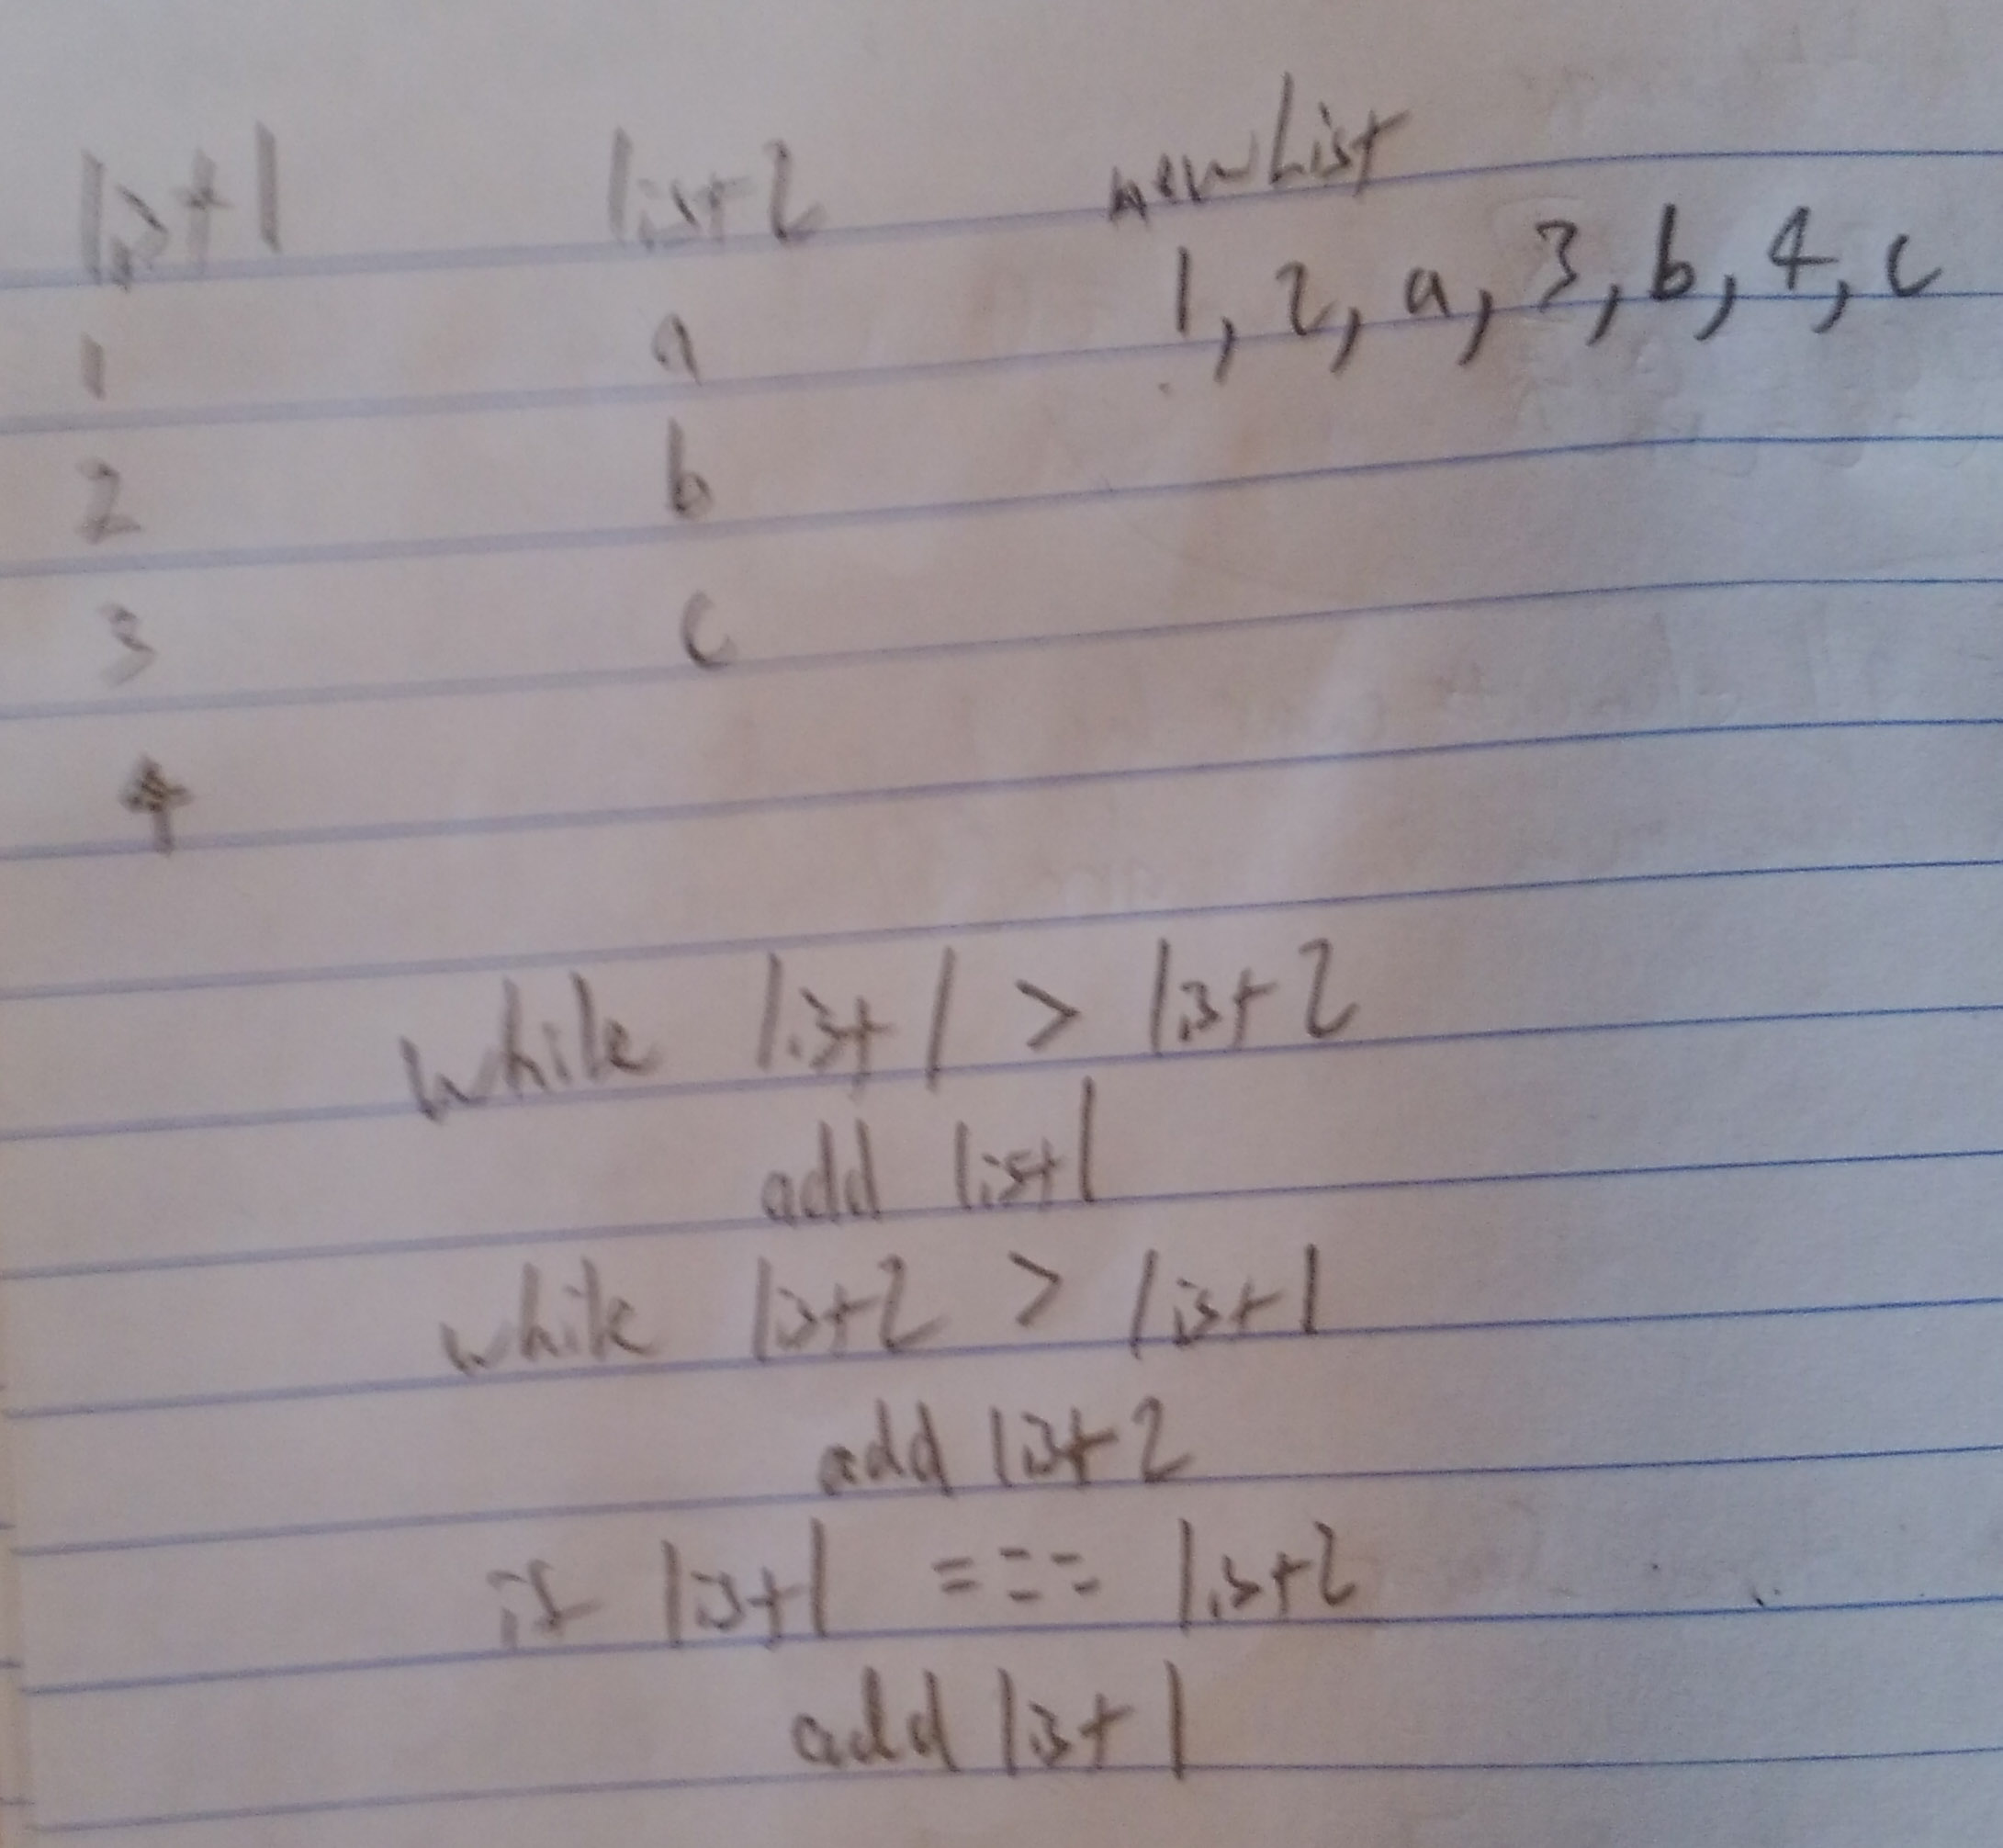 list1 list2 newList
1 a 1, 2, a, 3, b, 4, c
2 b
3 c
4
while list1 > list2
add list1
while list2 > list1
add list2
if list1 === list2
add list1